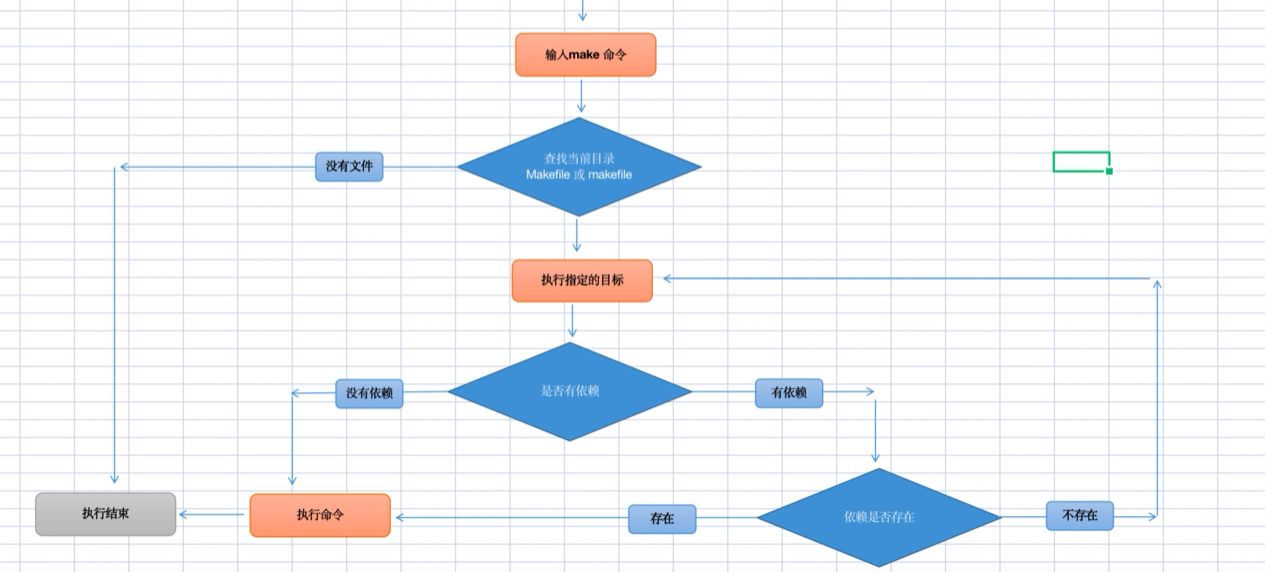 输入make 命令
没有文件
查找当前目录
Makefile 或 makefile
执行指定的目标
没有依赖
是否有依赖
有依赖
执行结束
执行命令
存在
依赖是否存在
不存在